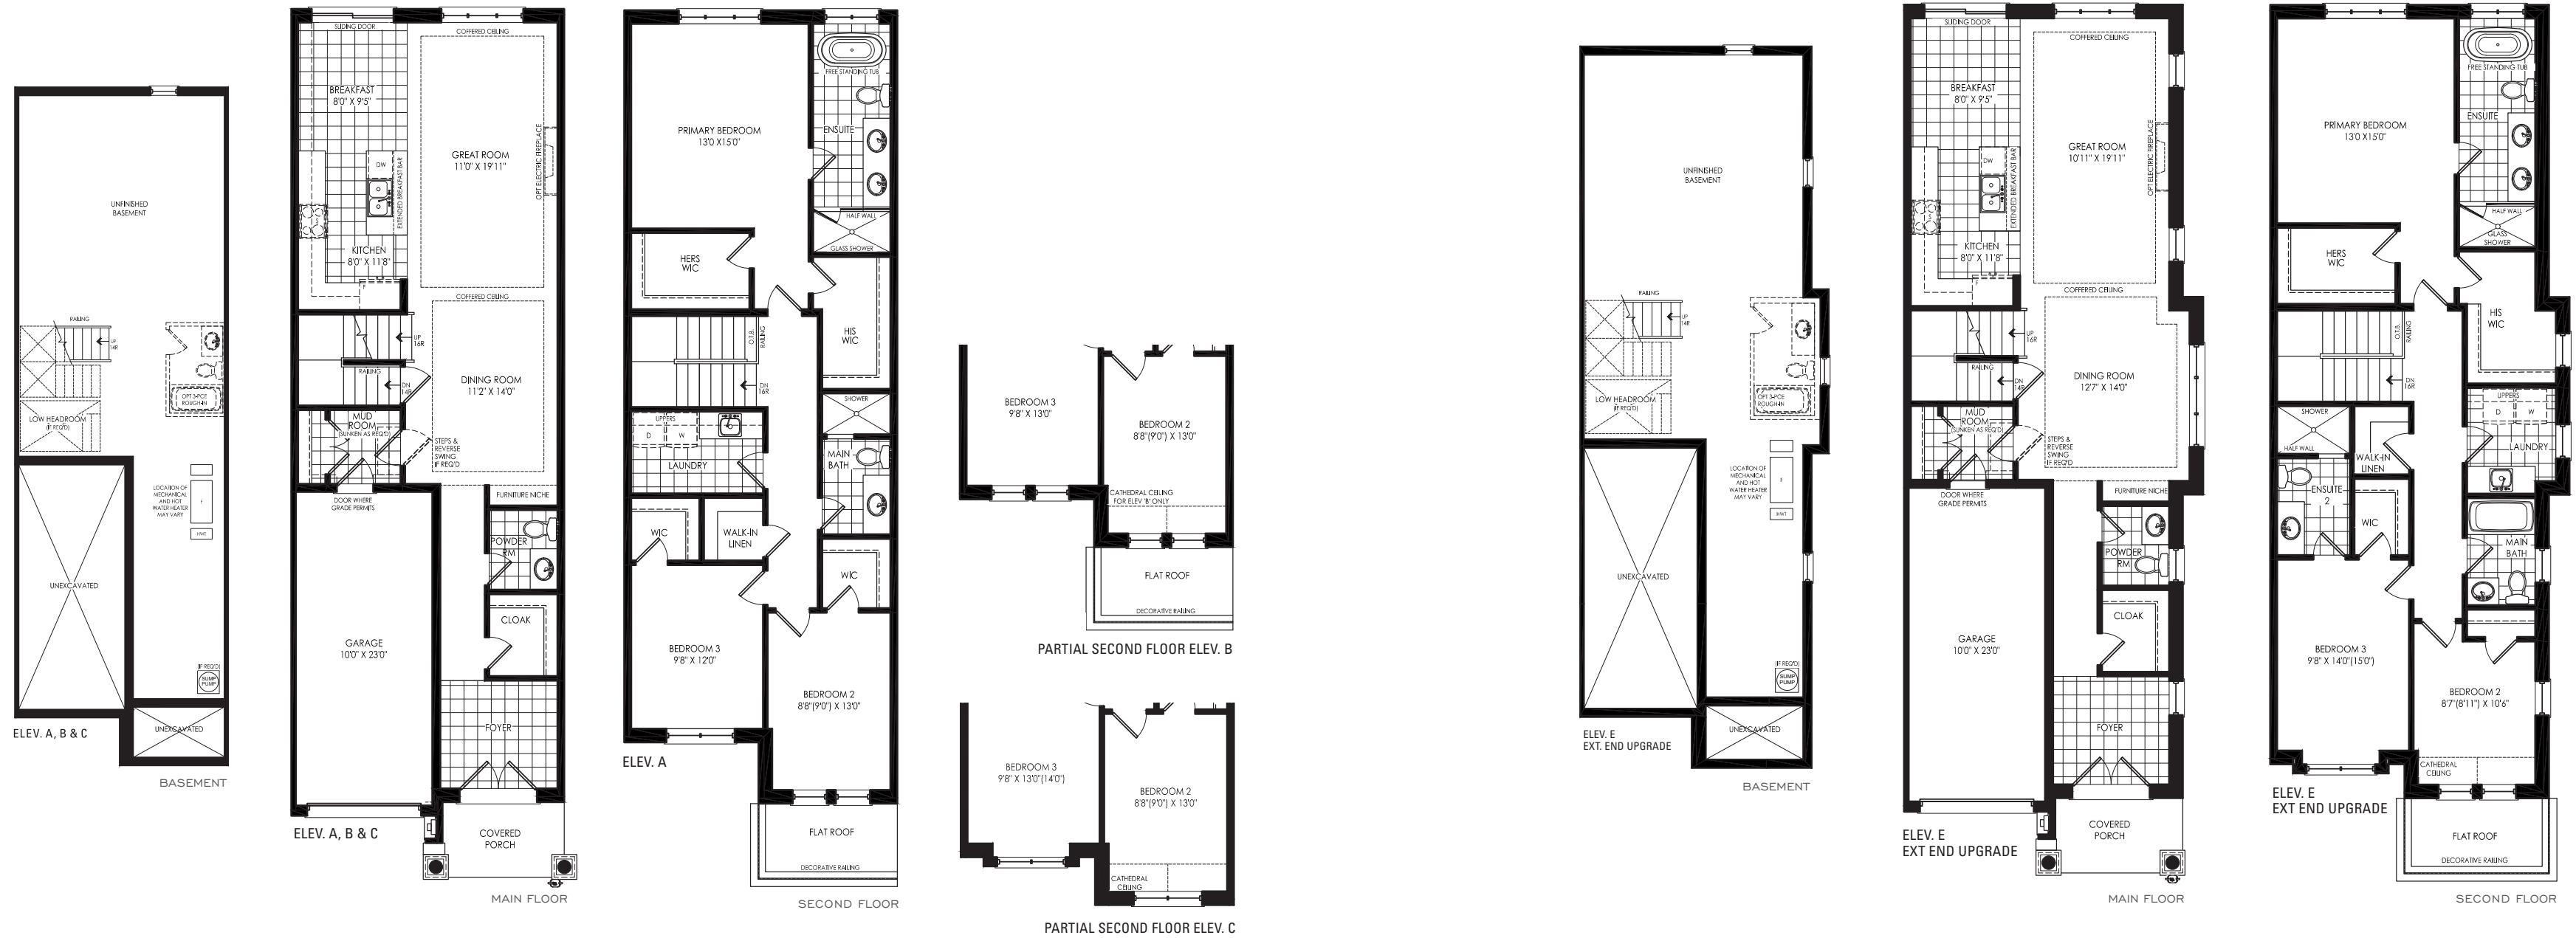 RAILING
UP
14R
UNFINISHED
BASEMENT
OPT 3-PCE
ROUGH-IN
LOW HEADROOM
(IF REQ'D)
LOCATION OF
MECHANICAL
AND HOT
WATER HEATER
MAY VARY
F
HWT
UNEXCAVATED
(IF REQ'D)
SUMP
PUMP
UNEXCAVATED
ELEV. A, B & C
BASEMENT
SLIDING DOOR
COFFERED CEILING
BREAKFAST
8'0" X 9'5"
GREAT ROOM
11'0" X 19'11"
OPT ELECTRIC FIREPLACE
DW
EXTENDED BREAKFAST BAR
KITCHEN
8'0" X 11'8"
F
COFFERED CEILING
UP
16R
RAILING
DN
14R
DINING ROOM
11'2" X 14'0"
MUD
ROOM
(SUNKEN AS REQ'D)
STEPS &
REVERSE
SWING
IF REQ'D
DOOR WHERE
GRADE PERMITS
FURNITURE NICHE
POWDER
RM
CLOAK
GARAGE
10'0" X 23'0"
FOYER
ELEV. A, B & C
COVERED
PORCH
MAIN FLOOR
FREE STANDING TUB
PRIMARY BEDROOM
13'0 X15'0"
ENSUITE
HALF WALL
GLASS SHOWER
HERS
WIC
O.T.B.
RAILING
HIS
WIC
DN
16R
SHOWER
UPPERS
D
W
LAUNDRY
MAIN
BATH
WIC
WALK-IN
LINEN
WIC
BEDROOM 3
9'8" X 12'0"
BEDROOM 2
8'8"(9'0") X 13'0"
ELEV. A
FLAT ROOF
DECORATIVE RAILING
SECOND FLOOR
BEDROOM 3
9'8" X 13'0"
BEDROOM 2
8'8"(9'0") X 13'0"
CATHEDRAL CEILING
FOR ELEV 'B' ONLY
FLAT ROOF
DECORATIVE RAILING
PARTIAL SECOND FLOOR ELEV. B
BEDROOM 3
9'8" X 13'0"(14'0")
BEDROOM 2
8'8"(9'0") X 13'0"
CATHEDRAL
CEILING
PARTIAL SECOND FLOOR ELEV. C
UNFINISHED
BASEMENT
RAILING
UP
14R
LOW HEADROOM
(IF REQ'D)
OPT 3-PCE
ROUGH-IN
LOCATION OF
MECHANICAL
AND HOT
WATER HEATER
MAY VARY
F
HWT
UNEXCAVATED
(IF REQ'D)
SUMP
PUMP
UNEXCAVATED
ELEV. E
EXT. END UPGRADE
BASEMENT
SLIDING DOOR
COFFERED CEILING
BREAKFAST
8'0" X 9'5"
GREAT ROOM
10'11" X 19'11"
OPT ELECTRIC FIREPLACE
DW
EXTENDED BREAKFAST BAR
KITCHEN
8'0" X 11'8"
F
COFFERED CEILING
UP
16R
RAILING
DN
14R
DINING ROOM
12'7" X 14'0"
MUD
ROOM
(SUNKEN AS REQ'D)
STEPS &
REVERSE
SWING
IF REQ'D
DOOR WHERE
GRADE PERMITS
FURNITURE NICHE
POWDER
RM
CLOAK
GARAGE
10'0" X 23'0"
FOYER
ELEV. E
EXT END UPGRADE
COVERED
PORCH
MAIN FLOOR
FREE STANDING TUB
PRIMARY BEDROOM
13'0 X15'0"
ENSUITE
HALF WALL
GLASS
SHOWER
HERS
WIC
O.T.B.
RAILING
HIS
WIC
DN
16R
UPPERS
D
W
LAUNDRY
SHOWER
HALF WALL
WALK-IN
LINEN
ENSUITE
2
WIC
MAIN
BATH
BEDROOM 3
9'8" X 14'0"(15'0")
BEDROOM 2
8'7"(8'11") X 10'6"
CATHEDRAL
CEILING
ELEV. E
EXT END UPGRADE
FLAT ROOF
DECORATIVE RAILING
SECOND FLOOR